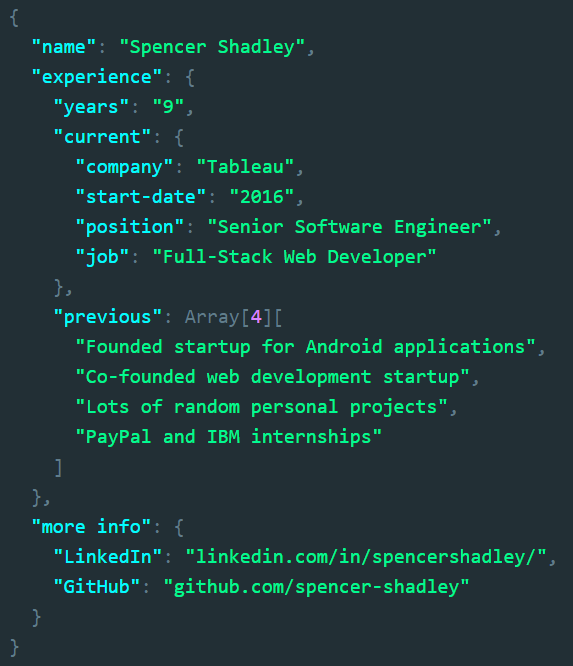 {
  "name": "Spencer Shadley",
  "experience": {
    "years": "9",
    "current": {
      "company": "Tableau",
      "start-date": "2016",
      "position": "Senior Software Engineer",
      "job": "Full-Stack Web Developer"
    },
    "previous": Array[4][
      "Founded startup for Android applications",
      "Co-founded web development startup",
      "Lots of random personal projects",
      "PayPal and IBM internships"
    ]
  },
  "more info": {
    "LinkedIn": "linkedin.com/in/spencershadley/",
    "GitHub": "github.com/spencer-shadley"
  }
}